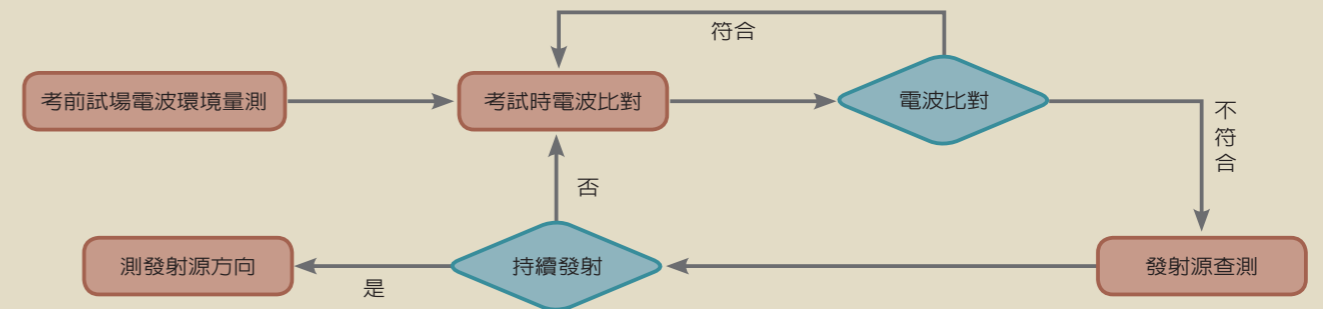 符合
考前試場電波環境量測
考試時電波比對
電波比對
不符合
否
測發射源方向
持續發射
發射源查測
是